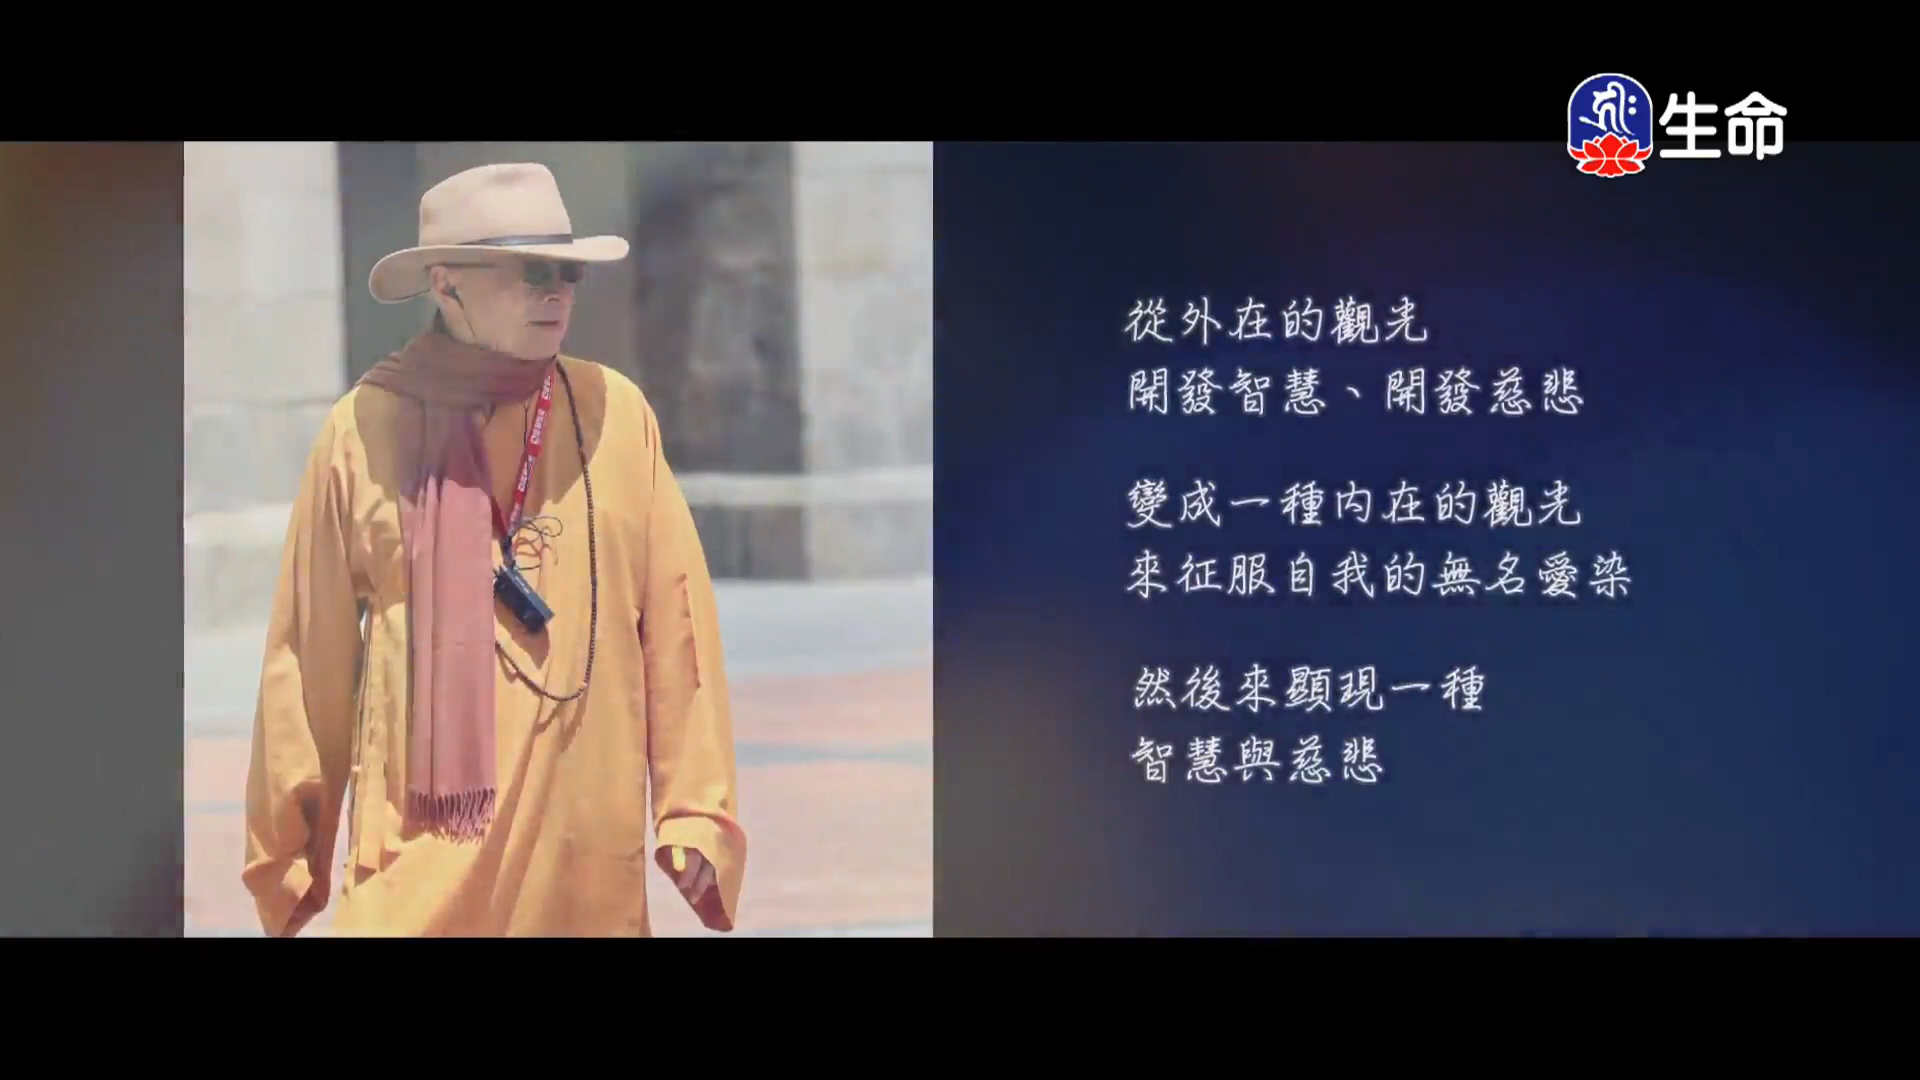 生命
從外在的觀光
開發智慧、開發慈悲
變成一種內在的觀光
來征服自我的無名愛染
然後來顯現一種
智慧與慈悲